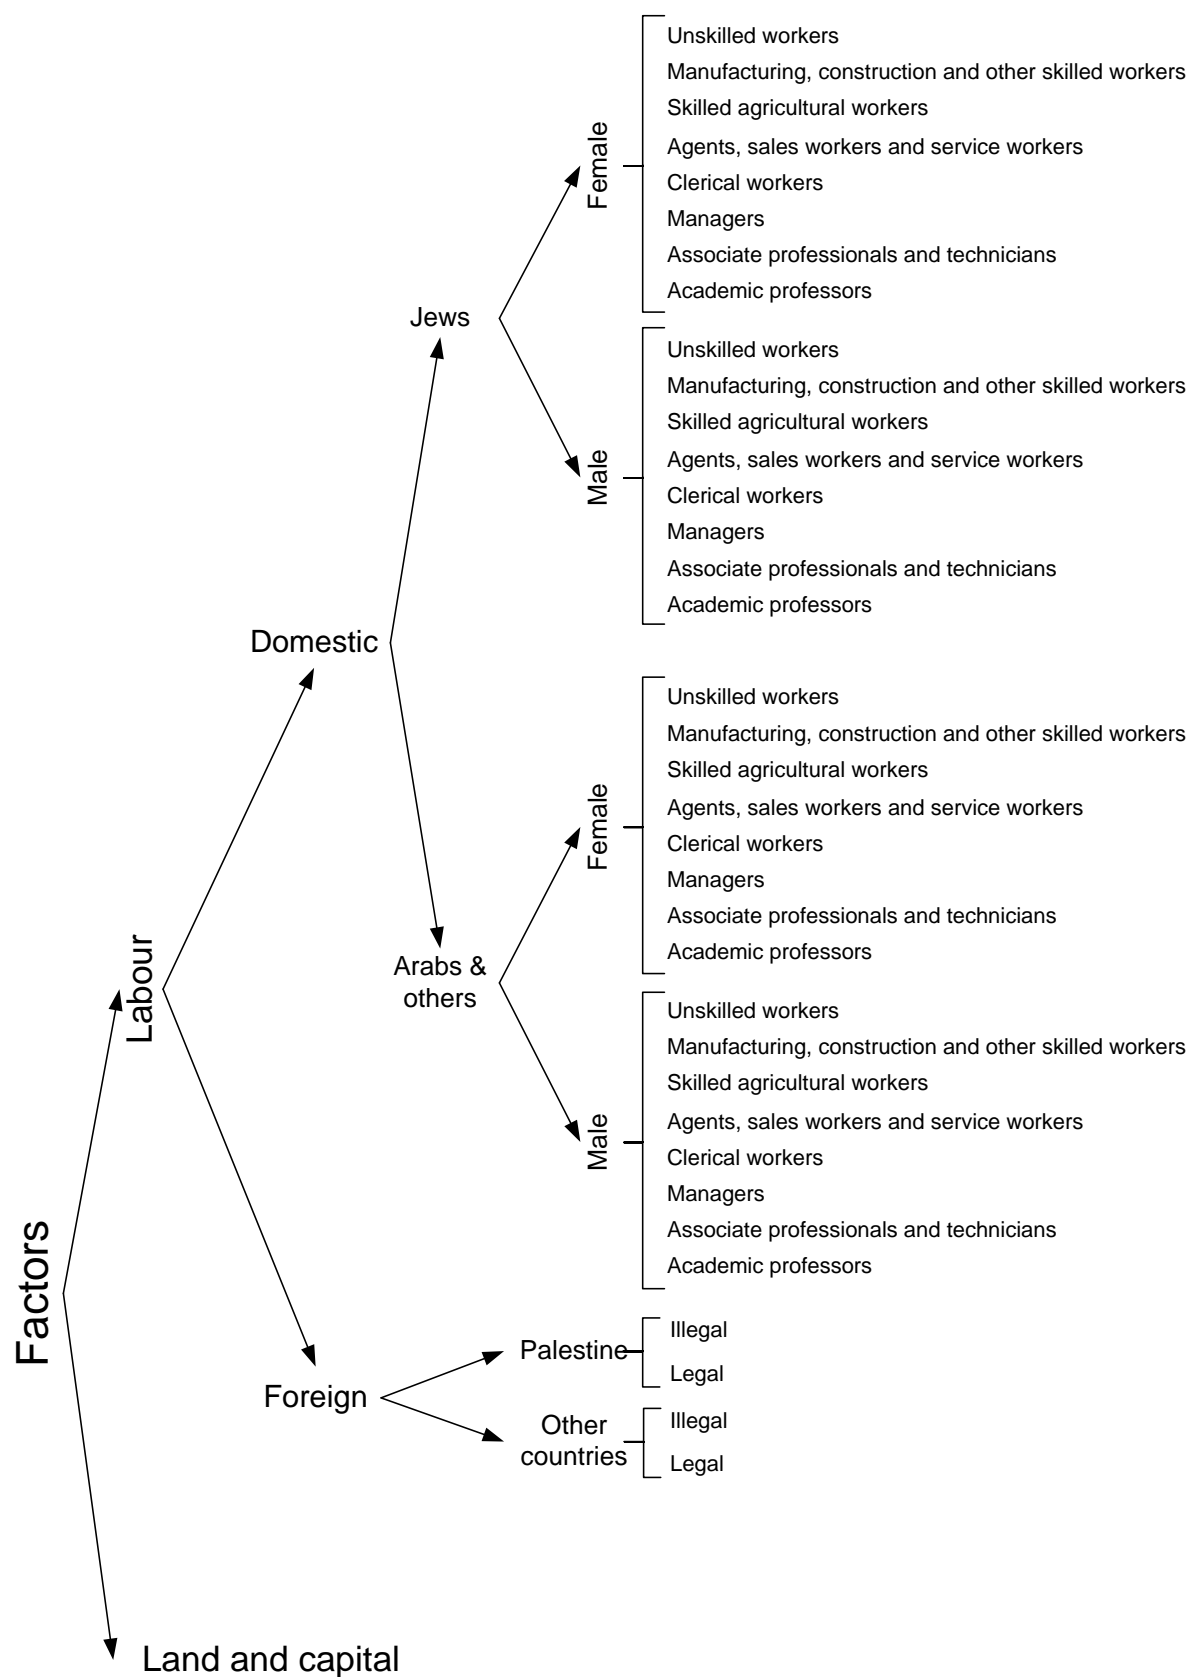 Factors
Labour
Domestic
Jews
Female
Unskilled workers
Manufacturing, construction and other skilled workers
Skilled agricultural workers
Agents, sales workers and service workers
Clerical workers
Managers
Associate professionals and technicians
Academic professors
Male
Unskilled workers
Manufacturing, construction and other skilled workers
Skilled agricultural workers
Agents, sales workers and service workers
Clerical workers
Managers
Associate professionals and technicians
Academic professors
Arabs &
others
Female
Unskilled workers
Manufacturing, construction and other skilled workers
Skilled agricultural workers
Agents, sales workers and service workers
Clerical workers
Managers
Associate professionals and technicians
Academic professors
Male
Unskilled workers
Manufacturing, construction and other skilled workers
Skilled agricultural workers
Agents, sales workers and service workers
Clerical workers
Managers
Associate professionals and technicians
Academic professors
Foreign
Palestine
Illegal
Legal
Other
countries
Illegal
Legal
Land and capital